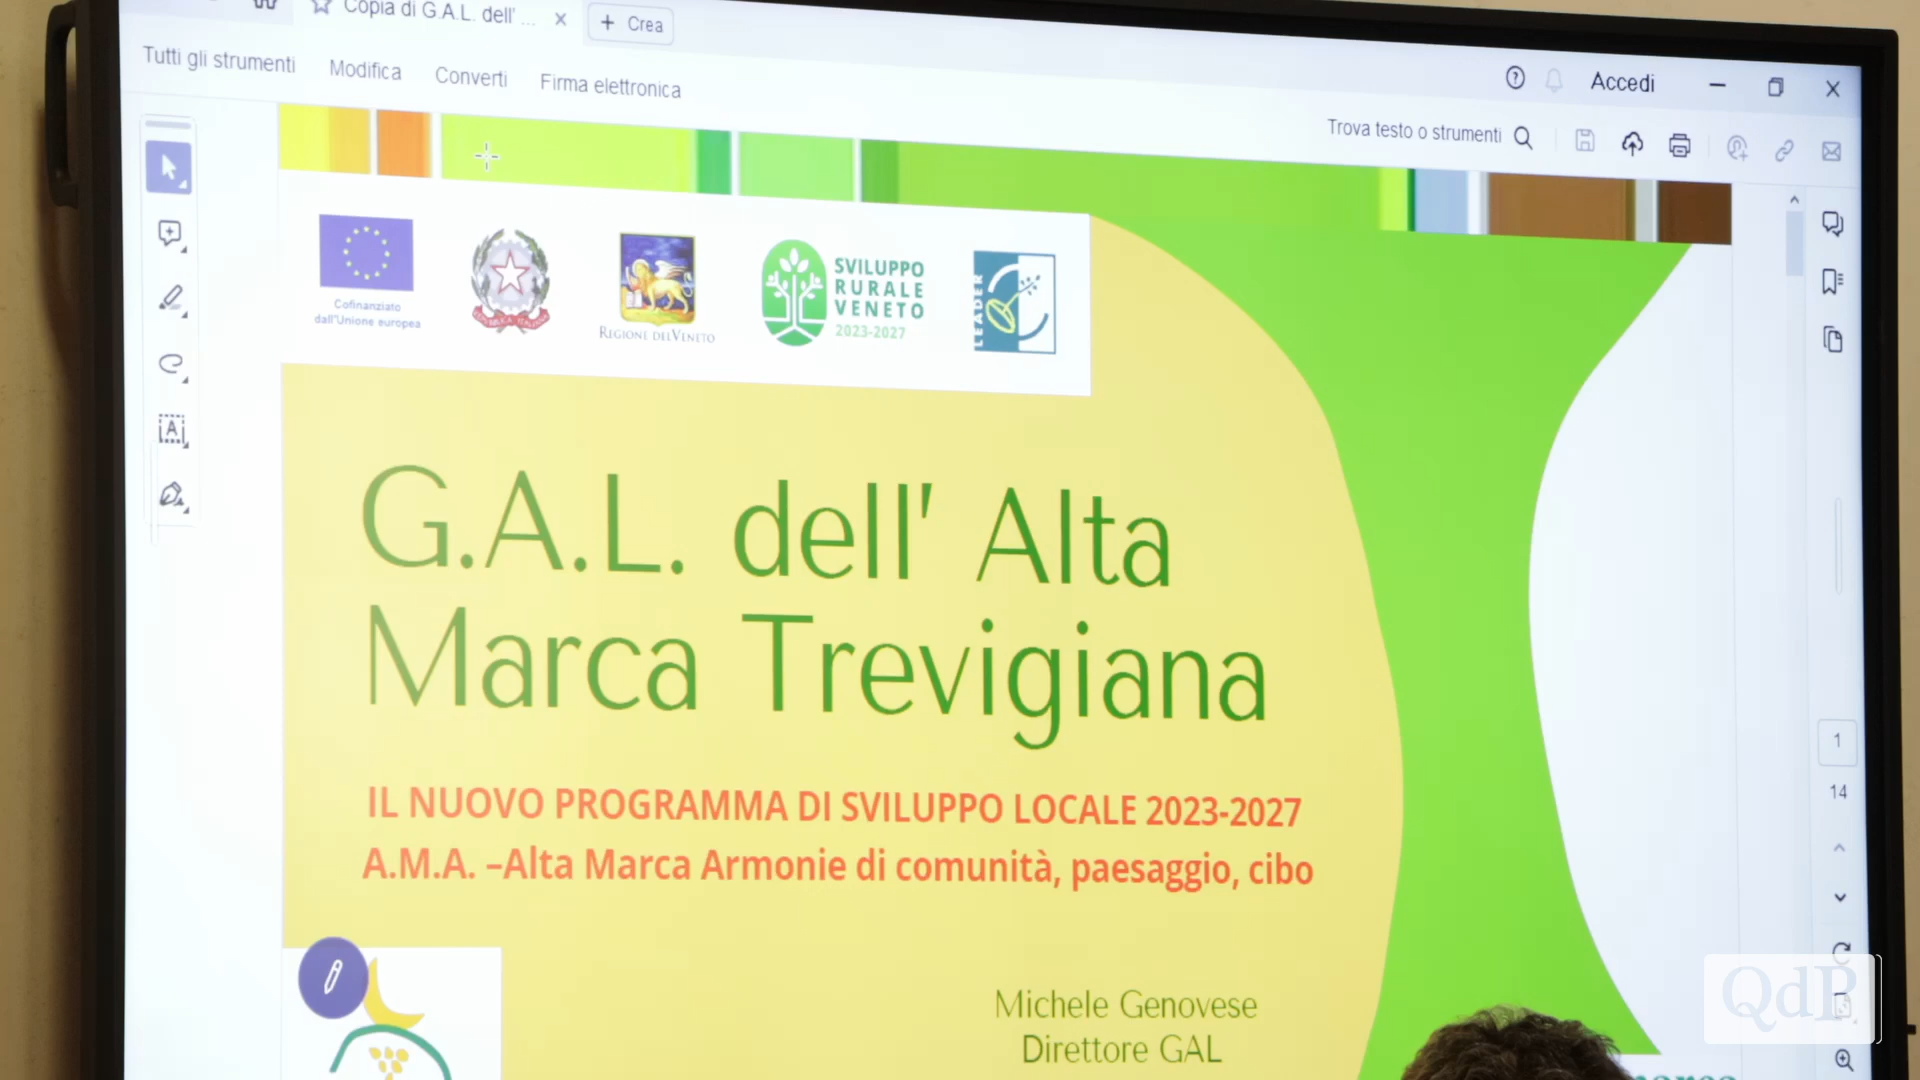 Copia di G.A.L. dell' ...
+ Crea
Tutti gli strumenti
Modifica
Converti
Firma elettronica
Accedi
Trova testo o strumenti
Cofinanziato
dall'Unione europea
REPUBBLICA ITALIANA
REGIONE DEL VENETO
SVILUPPO
RURALE
VENETO
2023-2027
LEADER
G.A.L. dell' Alta
Marca Trevigiana
IL NUOVO PROGRAMMA DI SVILUPPO LOCALE 2023-2027
A.M.A. –Alta Marca Armonie di comunità, paesaggio, cibo
Michele Genovese
Direttore GAL
1
14
QdP